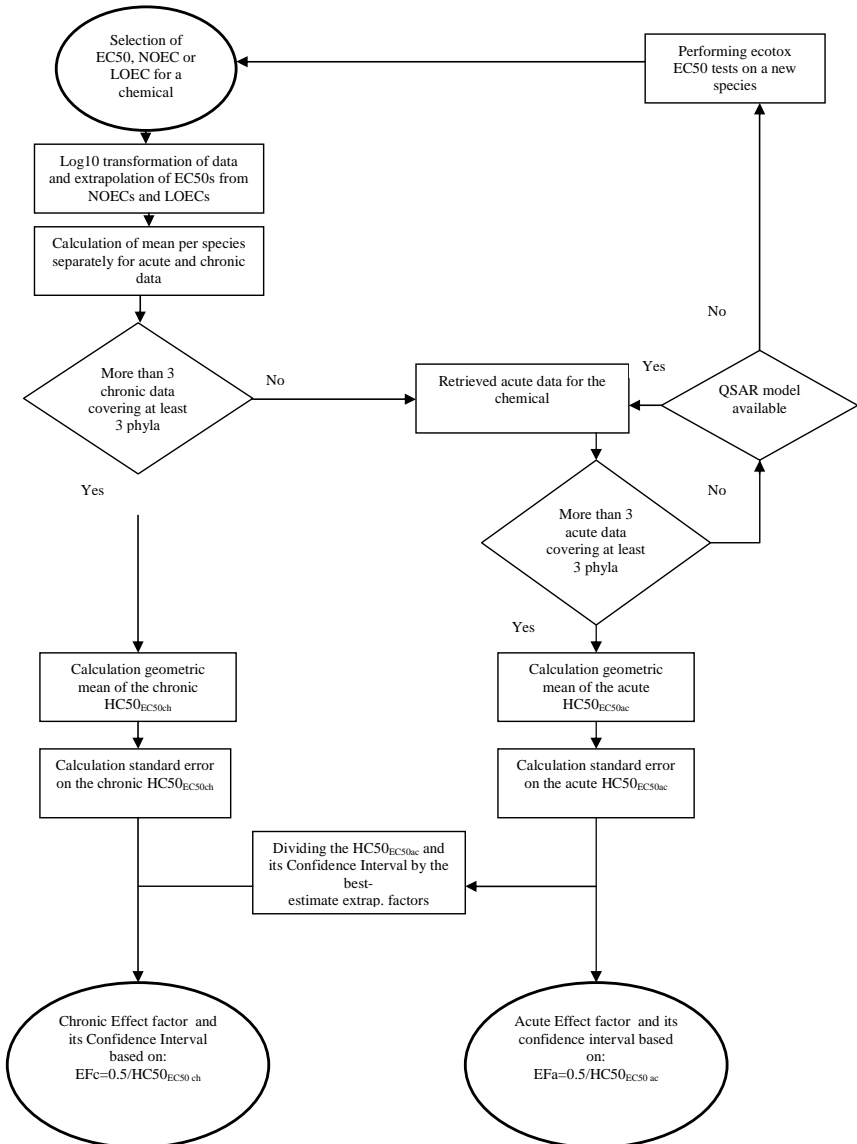 Selection of
EC50, NOEC or
LOEC for a
chemical
Performing ecotox
EC50 tests on a new
species
Log10 transformation of data
and extrapolation of EC50s from
NOECs and LOECs
Calculation of mean per species
separately for acute and chronic
data
No
More than 3
chronic data
covering at least
3 phyla
No
Retrieved acute data for the
chemical
Yes
QSAR model
available
Yes
No
More than 3
acute data
covering at least
3 phyla
Yes
Calculation geometric
mean of the chronic
HC50EC50ch
Calculation geometric
mean of the acute
HC50EC50ac
Calculation standard error
on the chronic HC50EC50ch
Calculation standard error
on the acute HC50EC50ac
Dividing the HC50EC50ac and
its Confidence Interval by the
best-
estimate extrap. factors
Chronic Effect factor and
its Confidence Interval
based on:
EFc=0.5/HC50EC50 ch
Acute Effect factor and its
confidence interval based
on:
EFa=0.5/HC50EC50 ac